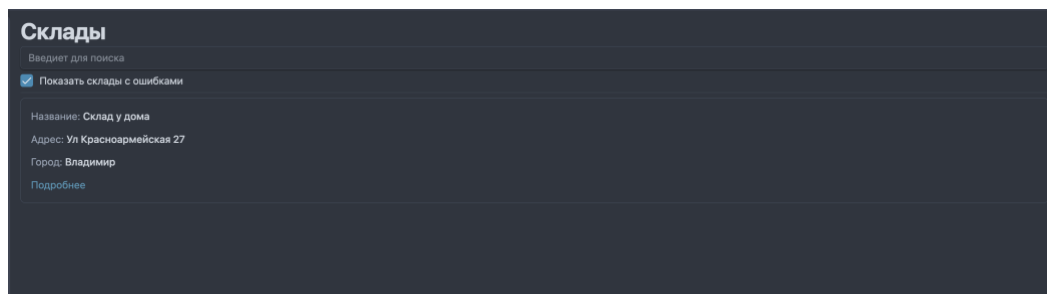 Склады
Введиет для поиска
Показать склады с ошибками
Название: Склад у дома
Адрес: Ул Красноармейская 27
Город: Владимир
Подробнее